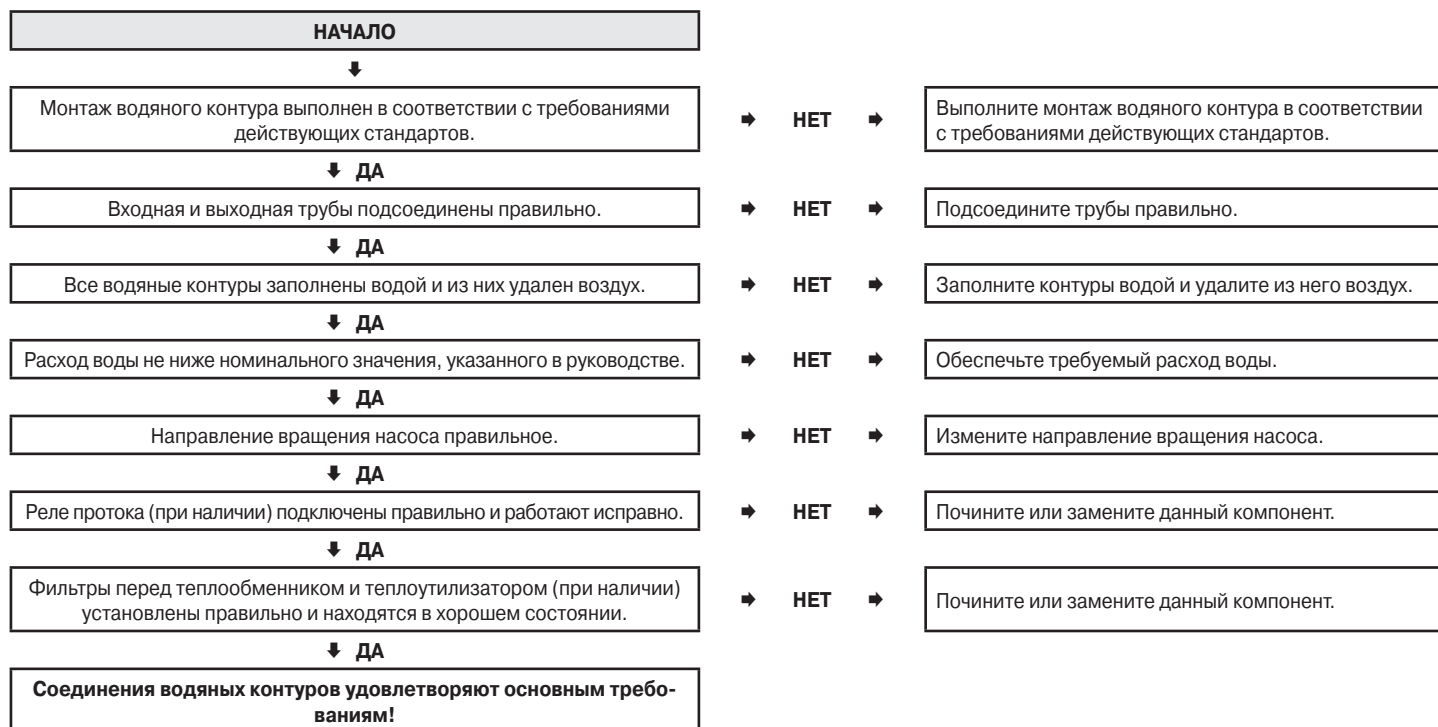 НАЧАЛО
Монтаж водяного контура выполнен в соответствии с требованиями
действующих стандартов.
НЕТ
Выполните монтаж водяного контура в соответствии
с требованиями действующих стандартов.
ДА
Входная и выходная трубы подсоединены правильно.
НЕТ
Подсоедините трубы правильно.
ДА
Все водяные контуры заполнены водой и из них удален воздух.
НЕТ
Заполните контуры водой и удалите из него воздух.
ДА
Расход воды не ниже номинального значения, указанного в руководстве.
НЕТ
Обеспечьте требуемый расход воды.
ДА
Направление вращения насоса правильное.
НЕТ
Измените направление вращения насоса.
ДА
Реле протока (при наличии) подключены правильно и работают исправно.
НЕТ
Почините или замените данный компонент.
ДА
Фильтры перед теплообменником и теплоутилизатором (при наличии)
установлены правильно и находятся в хорошем состоянии.
НЕТ
Почините или замените данный компонент.
ДА
Соединения водяных контуров удовлетворяют основным требо-
ваниям!